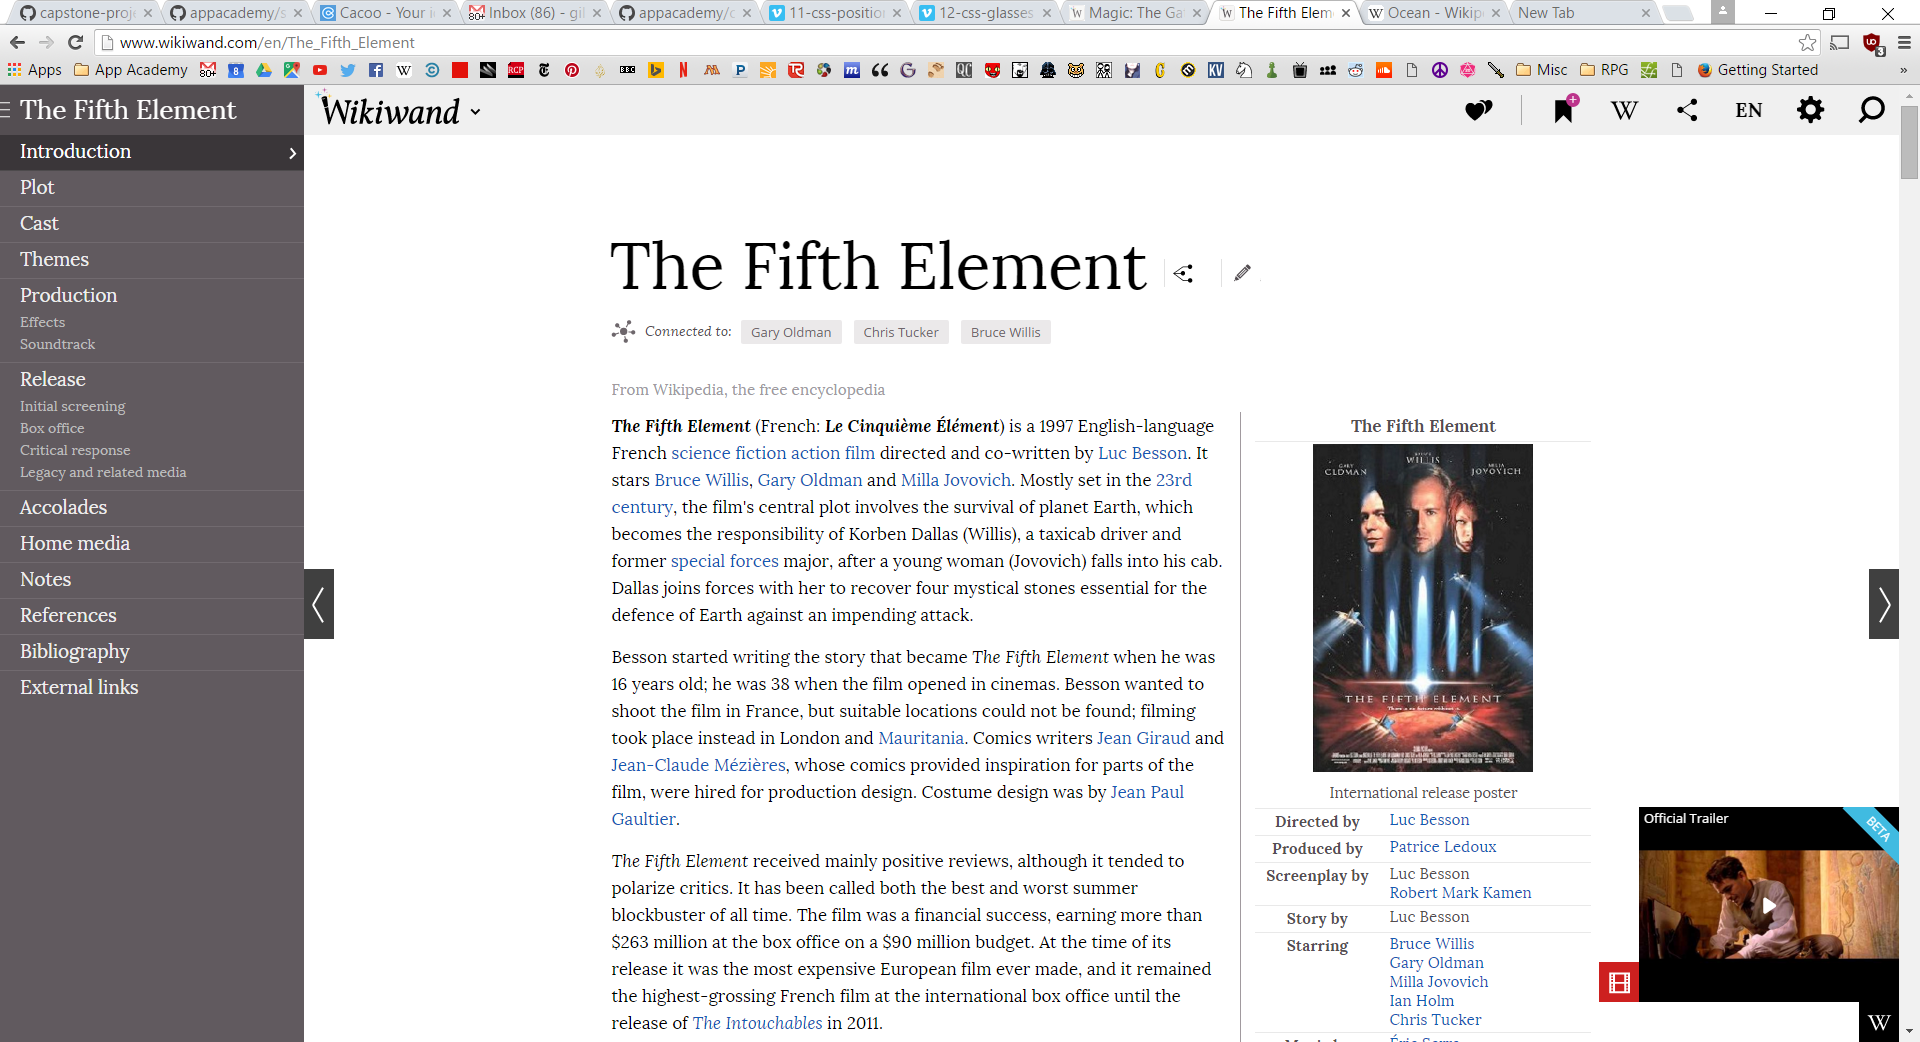 capstone-proj
appacademy/s
Cacoo - Your i
Inbox (86) - gi
appacademy/c
11-css-position
12-css-glasses
Magic: The Ga
The Fifth Elem
Ocean - Wikip
New Tab
www.wikiwand.com/en/The_Fifth_Element
Apps
App Academy
Misc
RPG
Getting Started
»
The Fifth Element
Introduction
Plot
Cast
Themes
Production
Effects
Soundtrack
Release
Initial screening
Box office
Critical response
Legacy and related media
Accolades
Home media
Notes
References
Bibliography
External links
Wikiwand
W
EN
The Fifth Element
Connected to: Gary Oldman Chris Tucker Bruce Willis
From Wikipedia, the free encyclopedia
The Fifth Element (French: Le Cinquième Élément) is a 1997 English-language
French science fiction action film directed and co-written by Luc Besson. It
stars Bruce Willis, Gary Oldman and Milla Jovovich. Mostly set in the 23rd
century, the film's central plot involves the survival of planet Earth, which
becomes the responsibility of Korben Dallas (Willis), a taxicab driver and
former special forces major, after a young woman (Jovovich) falls into his cab.
Dallas joins forces with her to recover four mystical stones essential for the
defence of Earth against an impending attack.
Besson started writing the story that became The Fifth Element when he was
16 years old; he was 38 when the film opened in cinemas. Besson wanted to
shoot the film in France, but suitable locations could not be found; filming
took place instead in London and Mauritania. Comics writers Jean Giraud and
Jean-Claude Mézières, whose comics provided inspiration for parts of the
film, were hired for production design. Costume design was by Jean Paul
Gaultier.
The Fifth Element received mainly positive reviews, although it tended to
polarize critics. It has been called both the best and worst summer
blockbuster of all time. The film was a financial success, earning more than
$263 million at the box office on a $90 million budget. At the time of its
release it was the most expensive European film ever made, and it remained
the highest-grossing French film at the international box office until the
release of The Intouchables in 2011.
The Fifth Element
GARY OLDMAN
BRUCE WILLIS
MILLA JOVOVICH
THE FIFTH ELEMENT
International release poster
Directed by Luc Besson
Produced by Patrice Ledoux
Screenplay by Luc Besson
Robert Mark Kamen
Story by Luc Besson
Starring Bruce Willis
Gary Oldman
Milla Jovovich
Ian Holm
Chris Tucker
Official Trailer
BETA
W